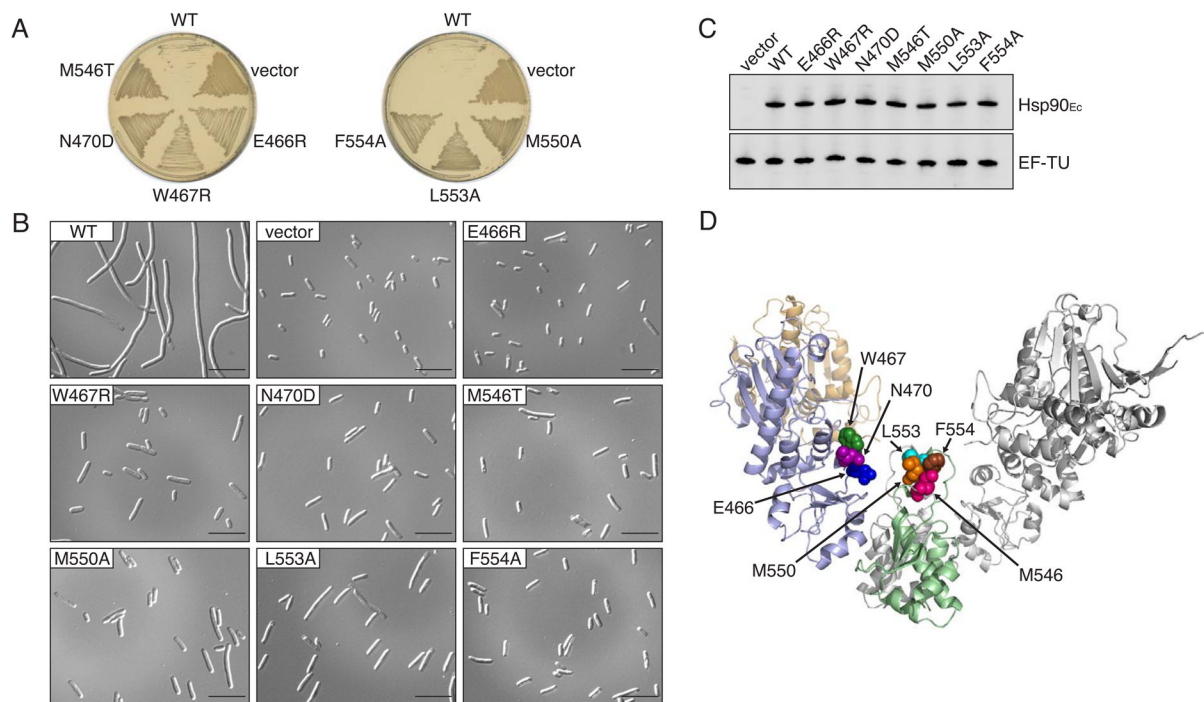 A
WT
M546T
vector
N470D
E466R
W467R
WT
vector
F554A
M550A
L553A
B
WT
vector
E466R
W467R
N470D
M546T
M550A
L553A
F554A
C
vector
WT
E466R
W467R
N470D
M546T
M550A
L553A
F554A
Hsp90Ec
EF-TU
D
W467
N470
L553
F554
E466
M550
M546